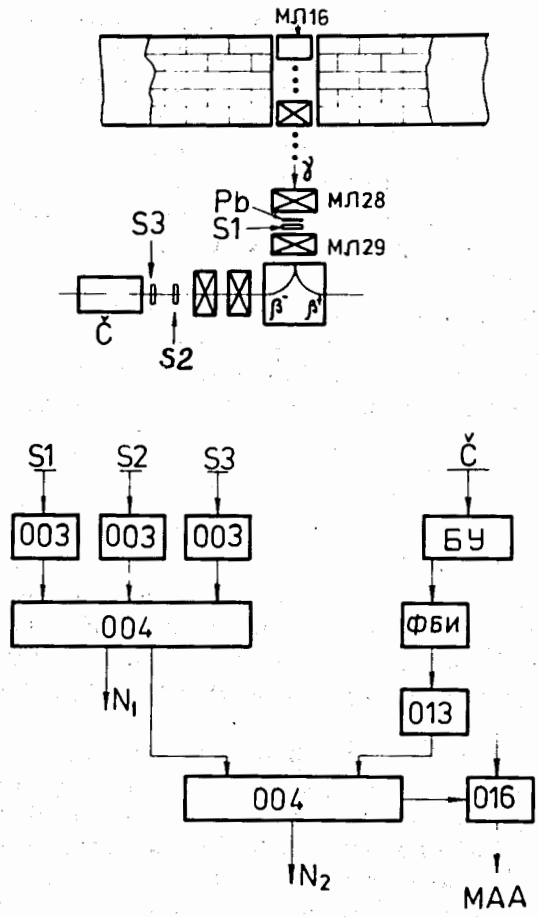 МЛ16
γ
Pb
МЛ28
S1
МЛ29
S3
β⁻ β⁺
Č
S2
S1 S2 S3 Č
003 003 003 БУ
004 ФБИ
N₁ 013
004 016
N₂
МАА